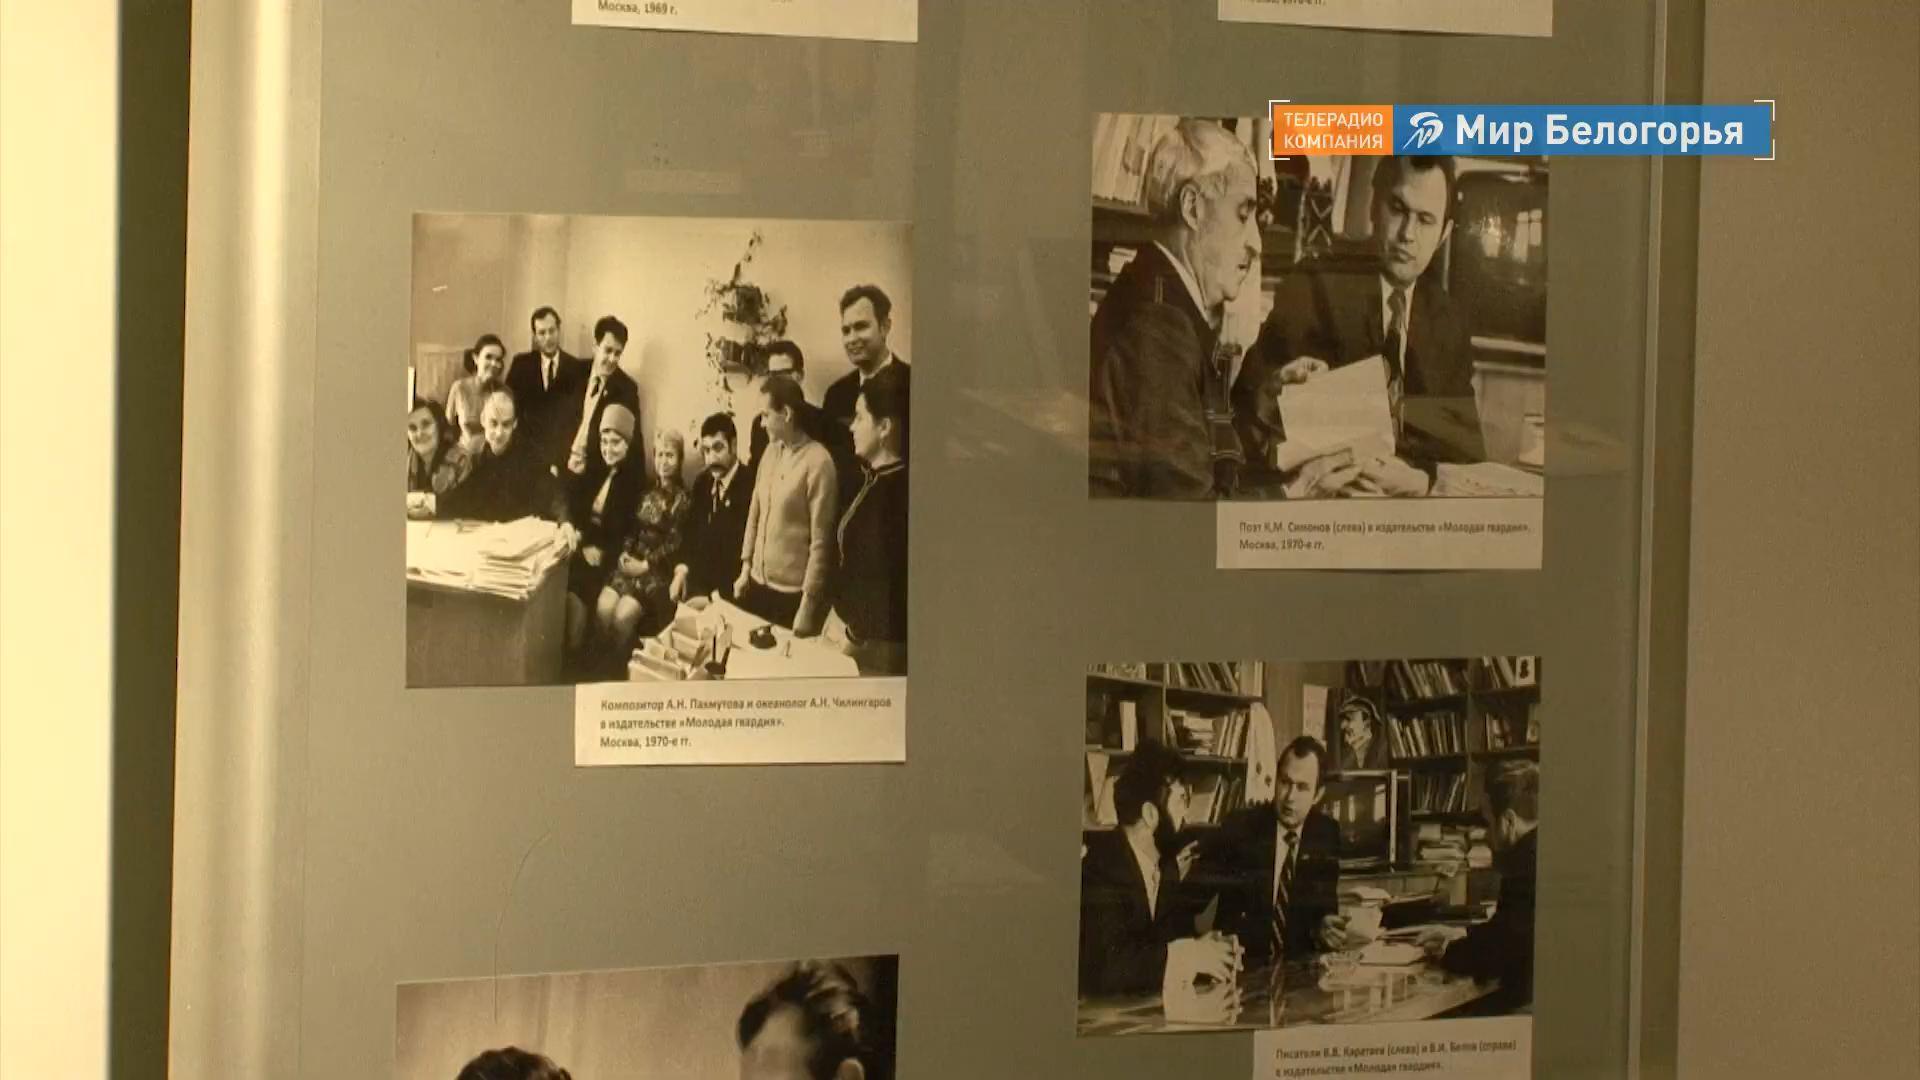 Москва, 1969 г.
ТЕЛЕРАДИО
КОМПАНИЯ
Мир Белогорья
Поэт К.М. Симонов (слева) в издательстве «Молодая гвардия».
Москва, 1970-е гг.
Композитор А.Н. Пахмутова и океанолог А.Н. Чилингаров
в издательстве «Молодая гвардия».
Москва, 1970-е гг.
Писатели В.В. Каратаев (слева) и В.И. Белов (справа)
в издательстве «Молодая гвардия».